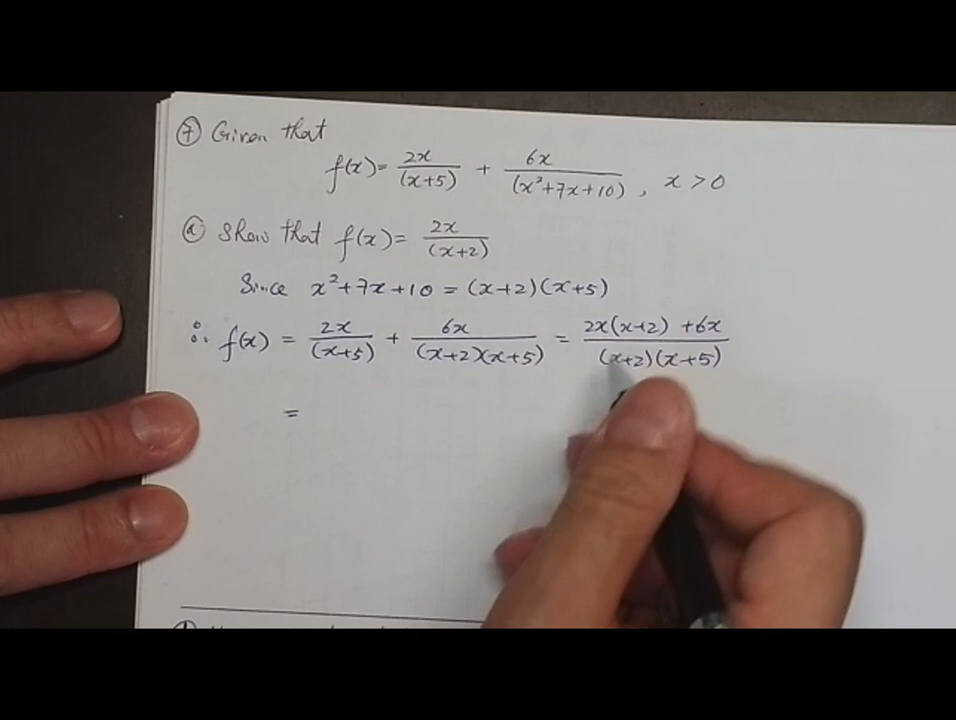 ⑦ Given that
f(x) = 2x/(x+5) + 6x/(x²+7x+10) , x > 0
ⓐ Show that f(x) = 2x/(x+2)
Since x²+7x+10 = (x+2)(x+5)
∴ f(x) = 2x/(x+5) + 6x/(x+2)(x+5) = 2x(x+2) + 6x/(x+2)(x+5)
=